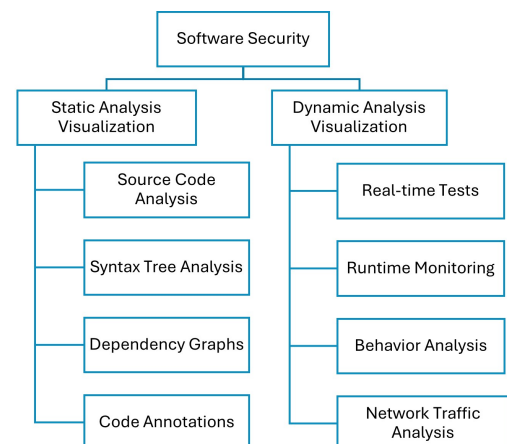 Software Security
Static Analysis
Visualization
Dynamic Analysis
Visualization
Source Code
Analysis
Real-time Tests
Syntax Tree Analysis
Runtime Monitoring
Dependency Graphs
Behavior Analysis
Code Annotations
Network Traffic
Analysis